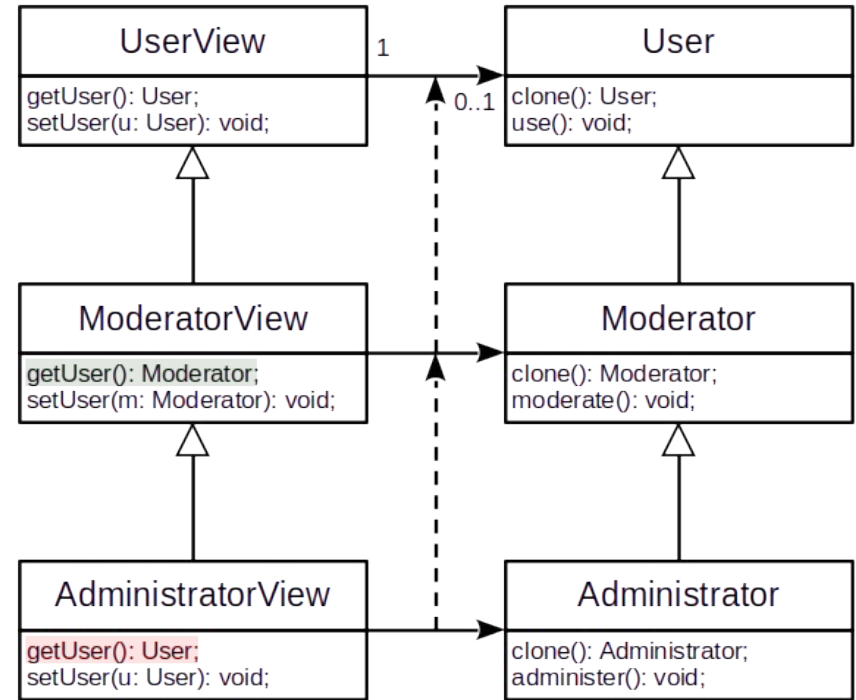 UserView
getUser(): User;
setUser(u: User): void;
1
0..1
User
clone(): User;
use(): void;
ModeratorView
getUser(): Moderator;
setUser(m: Moderator): void;
Moderator
clone(): Moderator;
moderate(): void;
AdministratorView
getUser(): User;
setUser(u: User): void;
Administrator
clone(): Administrator;
administer(): void;